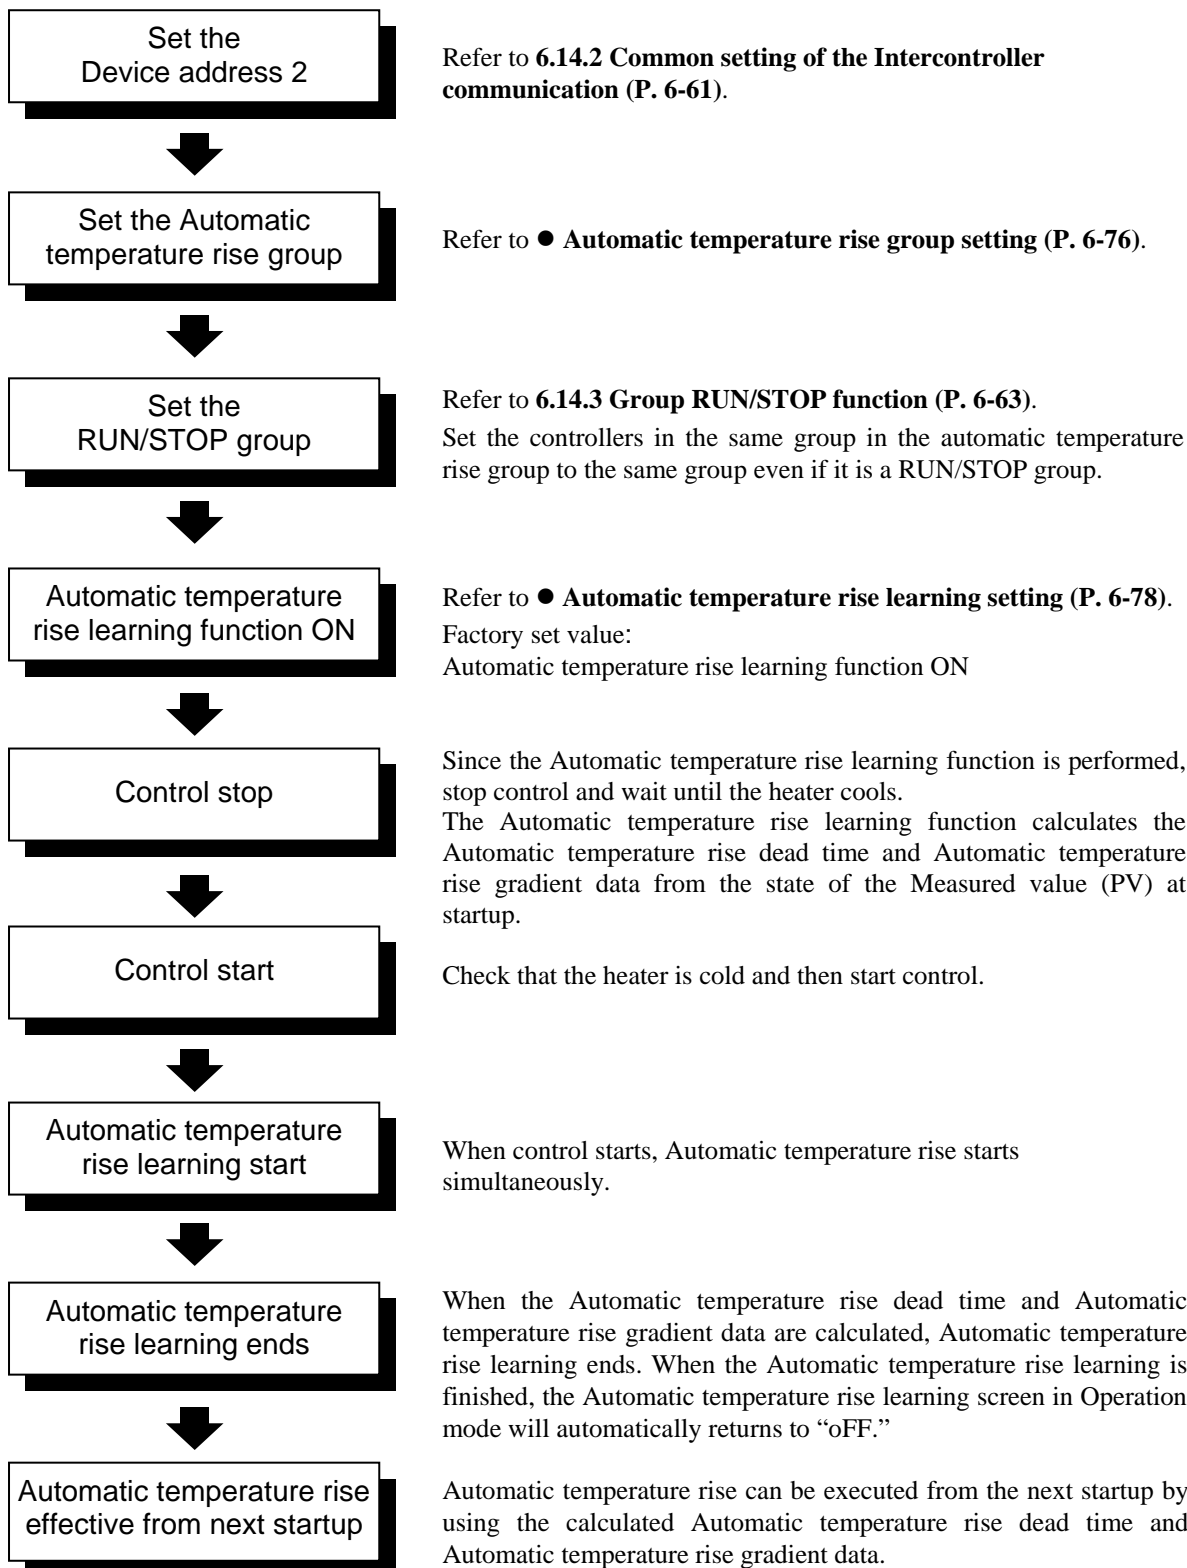 Set the
Device address 2
Refer to 6.14.2 Common setting of the Intercontroller
communication (P. 6-61).
Set the Automatic
temperature rise group
Refer to ● Automatic temperature rise group setting (P. 6-76).
Set the
RUN/STOP group
Refer to 6.14.3 Group RUN/STOP function (P. 6-63).
Set the controllers in the same group in the automatic temperature
rise group to the same group even if it is a RUN/STOP group.
Automatic temperature
rise learning function ON
Refer to ● Automatic temperature rise learning setting (P. 6-78).
Factory set value:
Automatic temperature rise learning function ON
Control stop
Since the Automatic temperature rise learning function is performed,
stop control and wait until the heater cools.
The Automatic temperature rise learning function calculates the
Automatic temperature rise dead time and Automatic temperature
rise gradient data from the state of the Measured value (PV) at
startup.
Control start
Check that the heater is cold and then start control.
Automatic temperature
rise learning start
When control starts, Automatic temperature rise starts
simultaneously.
Automatic temperature
rise learning ends
When the Automatic temperature rise dead time and Automatic
temperature rise gradient data are calculated, Automatic temperature
rise learning ends. When the Automatic temperature rise learning is
finished, the Automatic temperature rise learning screen in Operation
mode will automatically returns to “oFF.”
Automatic temperature rise
effective from next startup
Automatic temperature rise can be executed from the next startup by
using the calculated Automatic temperature rise dead time and
Automatic temperature rise gradient data.